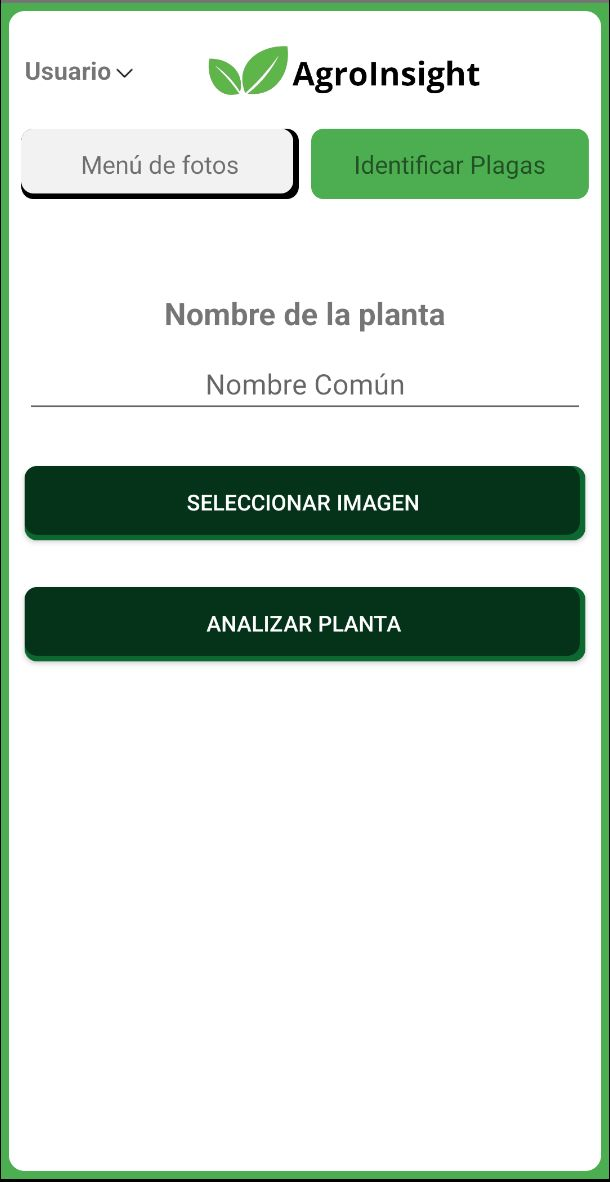 Usuario
AgroInsight
Menú de fotos
Identificar Plagas
Nombre de la planta
Nombre Común
SELECCIONAR IMAGEN
ANALIZAR PLANTA